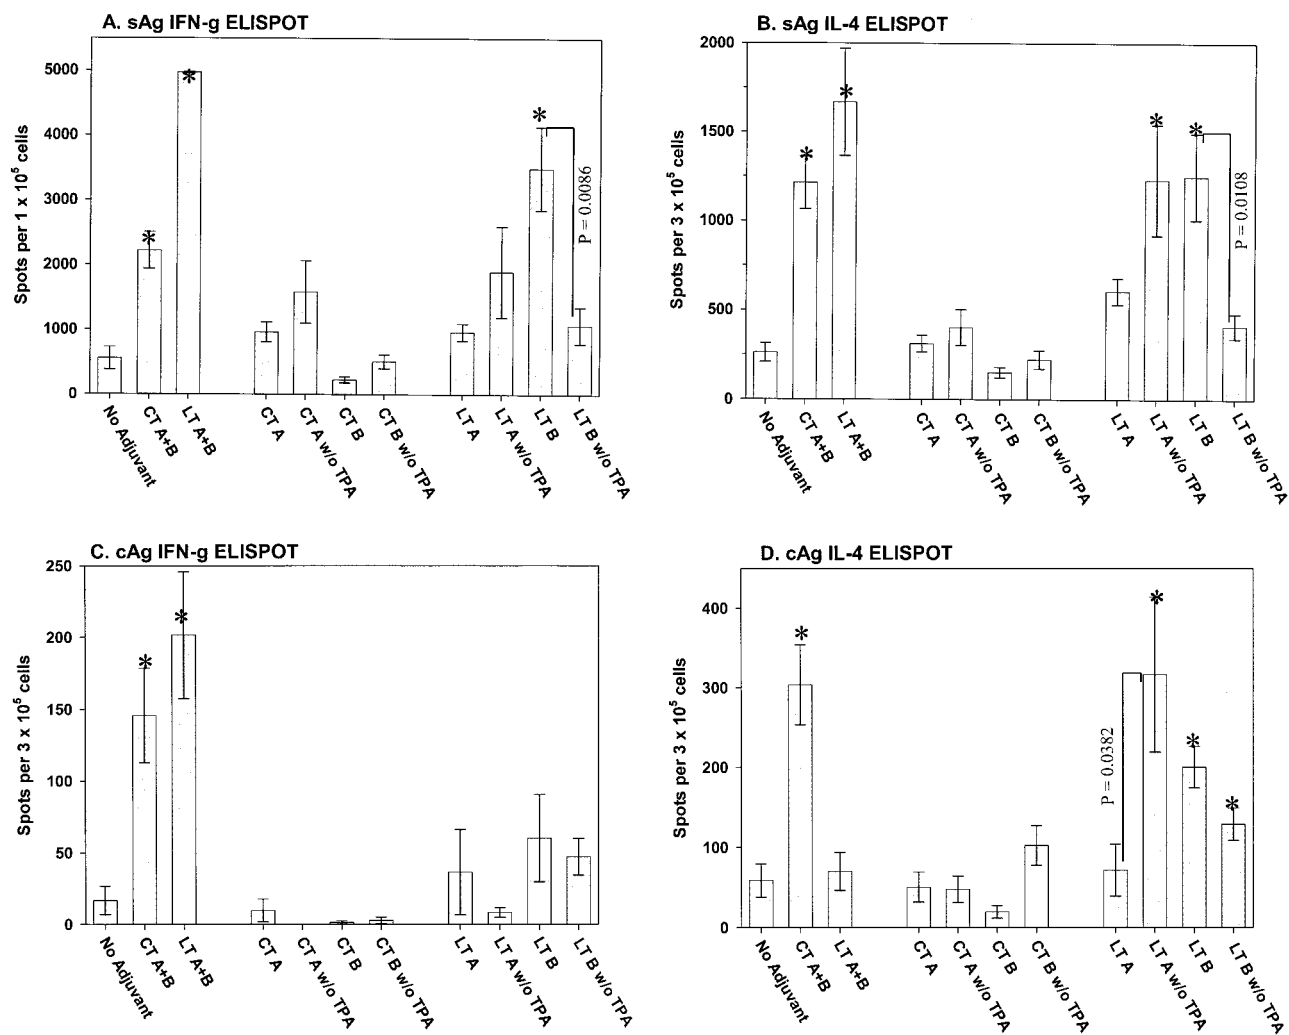 A. sAg IFN-g ELISPOT
Spots per 1 x 10⁵ cells
5000
4000
3000
2000
1000
0
*
*
*
P = 0.0086
No Adjuvant
CT A+B
LT A+B
CT A
CT A w/o TPA
CT B
CT B w/o TPA
LT A
LT A w/o TPA
LT B
LT B w/o TPA
B. sAg IL-4 ELISPOT
Spots per 3 x 10⁵ cells
2000
1500
1000
500
0
*
*
*
*
P = 0.0108
No Adjuvant
CT A+B
LT A+B
CT A
CT A w/o TPA
CT B
CT B w/o TPA
LT A
LT A w/o TPA
LT B
LT B w/o TPA
C. cAg IFN-g ELISPOT
Spots per 3 x 10⁵ cells
250
200
150
100
50
0
*
*
No Adjuvant
CT A+B
LT A+B
CT A
CT A w/o TPA
CT B
CT B w/o TPA
LT A
LT A w/o TPA
LT B
LT B w/o TPA
D. cAg IL-4 ELISPOT
Spots per 3 x 10⁵ cells
400
300
200
100
0
*
*
*
*
P = 0.0382
No Adjuvant
CT A+B
LT A+B
CT A
CT A w/o TPA
CT B
CT B w/o TPA
LT A
LT A w/o TPA
LT B
LT B w/o TPA